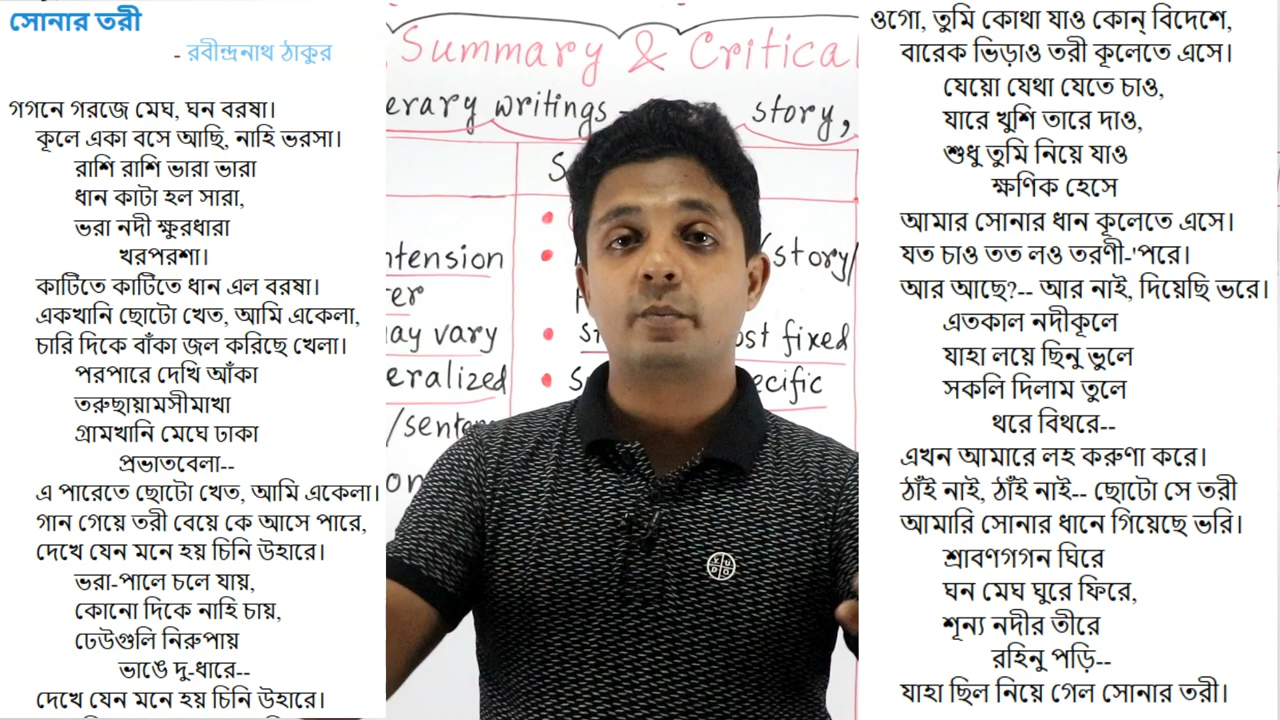 সোনার তরী
- রবীন্দ্রনাথ ঠাকুর
গগনে গরজে মেঘ, ঘন বরষা।
কূলে একা বসে আছি, নাহি ভরসা।
রাশি রাশি ভারা ভারা
ধান কাটা হল সারা,
ভরা নদী ক্ষুরধারা
খরপরশা।
কাটিতে কাটিতে ধান এল বরষা।
একখানি ছোটো খেত, আমি একেলা,
চারি দিকে বাঁকা জল করিছে খেলা।
পরপারে দেখি আঁকা
তরুছায়ামসীমাখা
গ্রামখানি মেঘে ঢাকা
প্রভাতবেলা--
এ পারেতে ছোটো খেত, আমি একেলা।
গান গেয়ে তরী বেয়ে কে আসে পারে,
দেখে যেন মনে হয় চিনি উহারে।
ভরা-পালে চলে যায়,
কোনো দিকে নাহি চায়,
ঢেউগুলি নিরুপায়
ভাঙে দু-ধারে--
দেখে যেন মনে হয় চিনি উহারে।
Summary & Critical
erary writings - story,
ntension /story/
ter
may vary ost fixed
eralized ecific
/senten
on
ওগো, তুমি কোথা যাও কোন্ বিদেশে,
বারেক ভিড়াও তরী কূলেতে এসে।
যেয়ো যেথা যেতে চাও,
যারে খুশি তারে দাও,
শুধু তুমি নিয়ে যাও
ক্ষণিক হেসে
আমার সোনার ধান কূলেতে এসে।
যত চাও তত লও তরণী-'পরে।
আর আছে?-- আর নাই, দিয়েছি ভরে।
এতকাল নদীকূলে
যাহা লয়ে ছিনু ভুলে
সকলি দিলাম তুলে
থরে বিথরে--
এখন আমারে লহ করুণা করে।
ঠাঁই নাই, ঠাঁই নাই-- ছোটো সে তরী
আমারি সোনার ধানে গিয়েছে ভরি।
শ্রাবণগগন ঘিরে
ঘন মেঘ ঘুরে ফিরে,
শূন্য নদীর তীরে
রহিনু পড়ি--
যাহা ছিল নিয়ে গেল সোনার তরী।